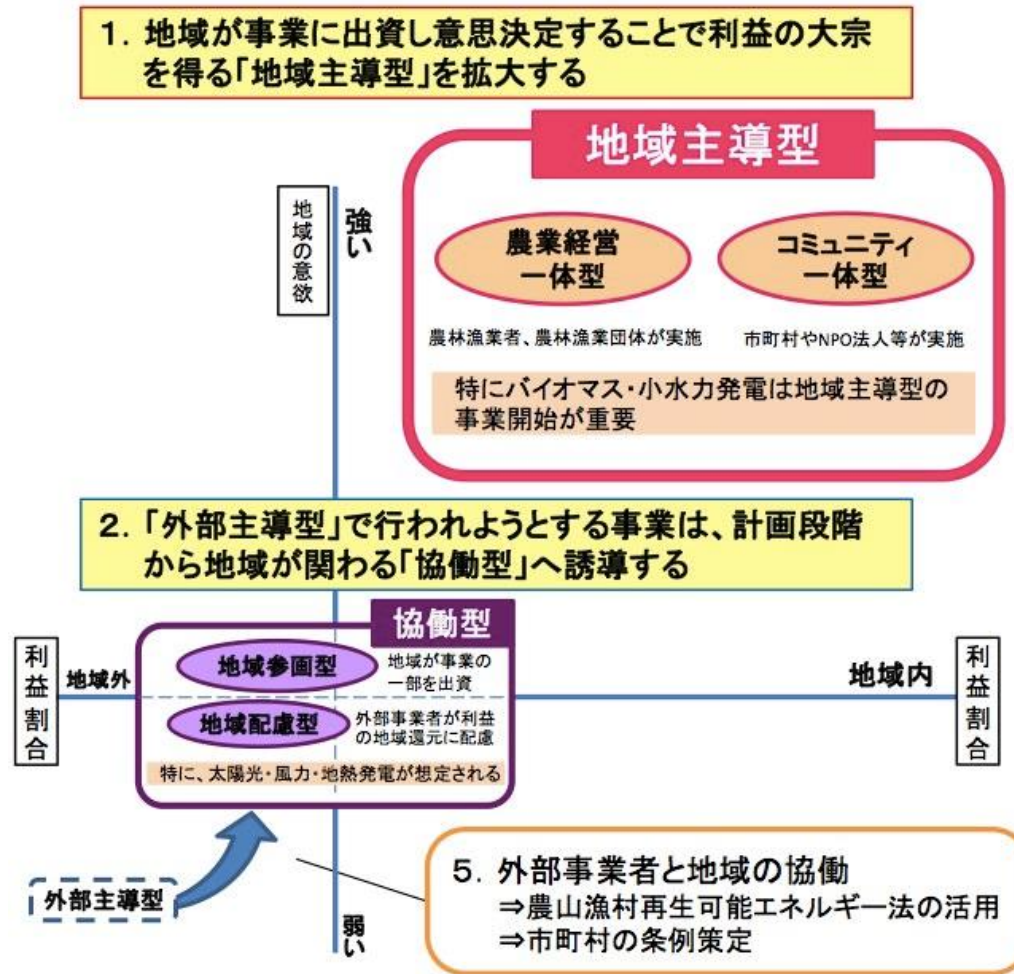 １．地域が事業に出資し意思決定することで利益の大宗
を得る「地域主導型」を拡大する
地域主導型
地域の意欲
強い
農業経営
一体型
コミュニティ
一体型
農林漁業者、農林漁業団体が実施
市町村やNPO法人等が実施
特にバイオマス・小水力発電は地域主導型の
事業開始が重要
２．「外部主導型」で行われようとする事業は、計画段階
から地域が関わる「協働型」へ誘導する
協働型
利益割合
地域外
地域参画型
地域が事業の
一部を出資
地域内
利益割合
地域配慮型
外部事業者が利益
の地域還元に配慮
特に、太陽光・風力・地熱発電が想定される
外部主導型
弱い
５．外部事業者と地域の協働
⇒農山漁村再生可能エネルギー法の活用
⇒市町村の条例策定